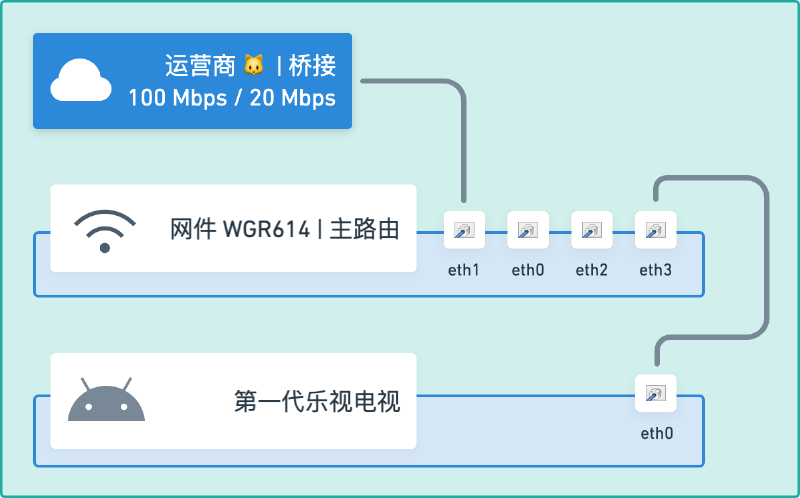 运营商 🐱 | 桥接
100 Mbps / 20 Mbps
网件 WGR614 | 主路由
eth1
eth0
eth2
eth3
第一代乐视电视
eth0